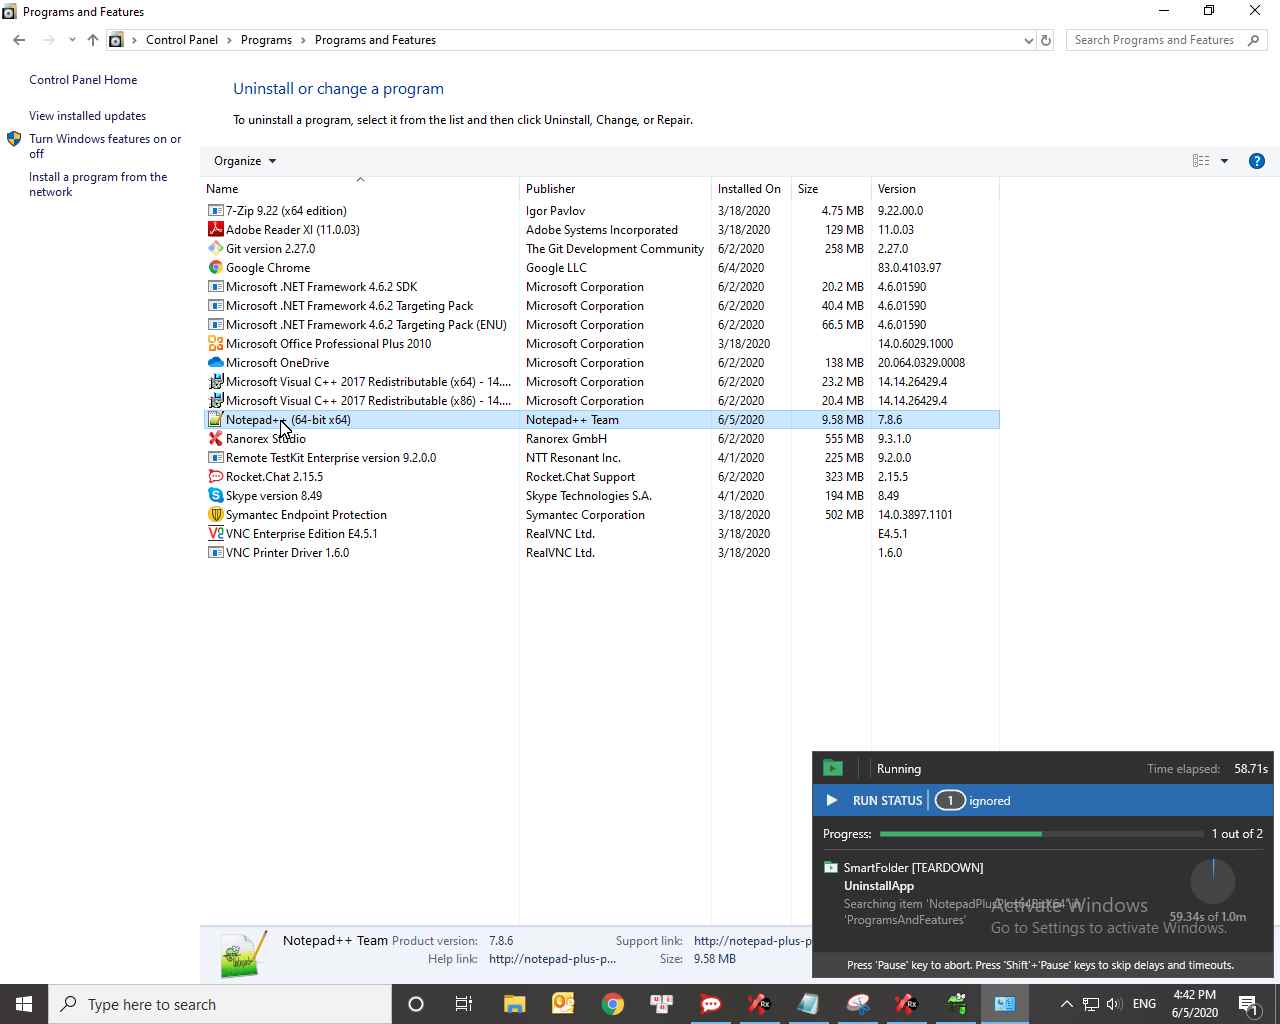 Programs and Features
Control Panel > Programs > Programs and Features
Search Programs and Features
Control Panel Home
View installed updates
Turn Windows features on or
off
Install a program from the
network
Uninstall or change a program
To uninstall a program, select it from the list and then click Uninstall, Change, or Repair.
Organize
Name Publisher Installed On Size Version
7-Zip 9.22 (x64 edition) Igor Pavlov 3/18/2020 4.75 MB 9.22.00.0
Adobe Reader XI (11.0.03) Adobe Systems Incorporated 3/18/2020 129 MB 11.0.03
Git version 2.27.0 The Git Development Community 6/2/2020 258 MB 2.27.0
Google Chrome Google LLC 6/4/2020 83.0.4103.97
Microsoft .NET Framework 4.6.2 SDK Microsoft Corporation 6/2/2020 20.2 MB 4.6.01590
Microsoft .NET Framework 4.6.2 Targeting Pack Microsoft Corporation 6/2/2020 40.4 MB 4.6.01590
Microsoft .NET Framework 4.6.2 Targeting Pack (ENU) Microsoft Corporation 6/2/2020 66.5 MB 4.6.01590
Microsoft Office Professional Plus 2010 Microsoft Corporation 3/18/2020 14.0.6029.1000
Microsoft OneDrive Microsoft Corporation 6/2/2020 138 MB 20.064.0329.0008
Microsoft Visual C++ 2017 Redistributable (x64) - 14.... Microsoft Corporation 6/2/2020 23.2 MB 14.14.26429.4
Microsoft Visual C++ 2017 Redistributable (x86) - 14.... Microsoft Corporation 6/2/2020 20.4 MB 14.14.26429.4
Notepad++ (64-bit x64) Notepad++ Team 6/5/2020 9.58 MB 7.8.6
Ranorex Studio Ranorex GmbH 6/2/2020 555 MB 9.3.1.0
Remote TestKit Enterprise version 9.2.0.0 NTT Resonant Inc. 4/1/2020 225 MB 9.2.0.0
Rocket.Chat 2.15.5 Rocket.Chat Support 6/2/2020 323 MB 2.15.5
Skype version 8.49 Skype Technologies S.A. 4/1/2020 194 MB 8.49
Symantec Endpoint Protection Symantec Corporation 3/18/2020 502 MB 14.0.3897.1101
VNC Enterprise Edition E4.5.1 RealVNC Ltd. 3/18/2020 E4.5.1
VNC Printer Driver 1.6.0 RealVNC Ltd. 3/18/2020 1.6.0
Running Time elapsed: 58.71s
RUN STATUS 1 ignored
Progress: 1 out of 2
SmartFolder [TEARDOWN]
UninstallApp
Searching item
'ProgramsAndFeatures'
59.34s of 1.0m
Activate Windows
Go to Settings to activate Windows.
Press 'Pause' key to abort. Press 'Shift'+'Pause' keys to skip delays and timeouts.
Notepad++ Team Product version: 7.8.6 Support link: http://notepad-plus-p
Help link: http://notepad-plus-p... Size: 9.58 MB
Type here to search
ENG
4:42 PM
6/5/2020
1